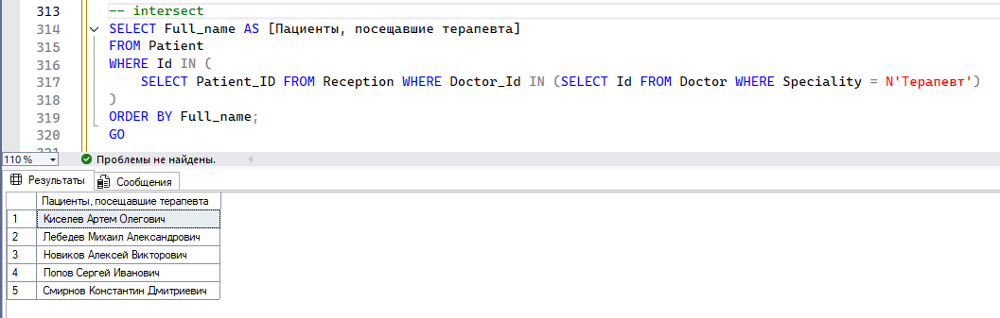 313 -- intersect
314 SELECT Full_name AS [Пациенты, посещавшие терапевта]
315 FROM Patient
316 WHERE Id IN (
317 SELECT Patient_ID FROM Reception WHERE Doctor_Id IN (SELECT Id FROM Doctor WHERE Speciality = N'Терапевт')
318 )
319 ORDER BY Full_name;
320 GO
110 % Проблемы не найдены.
Результаты Сообщения
Пациенты, посещавшие терапевта
1 Киселев Артем Олегович
2 Лебедев Михаил Александрович
3 Новиков Алексей Викторович
4 Попов Сергей Иванович
5 Смирнов Константин Дмитриевич